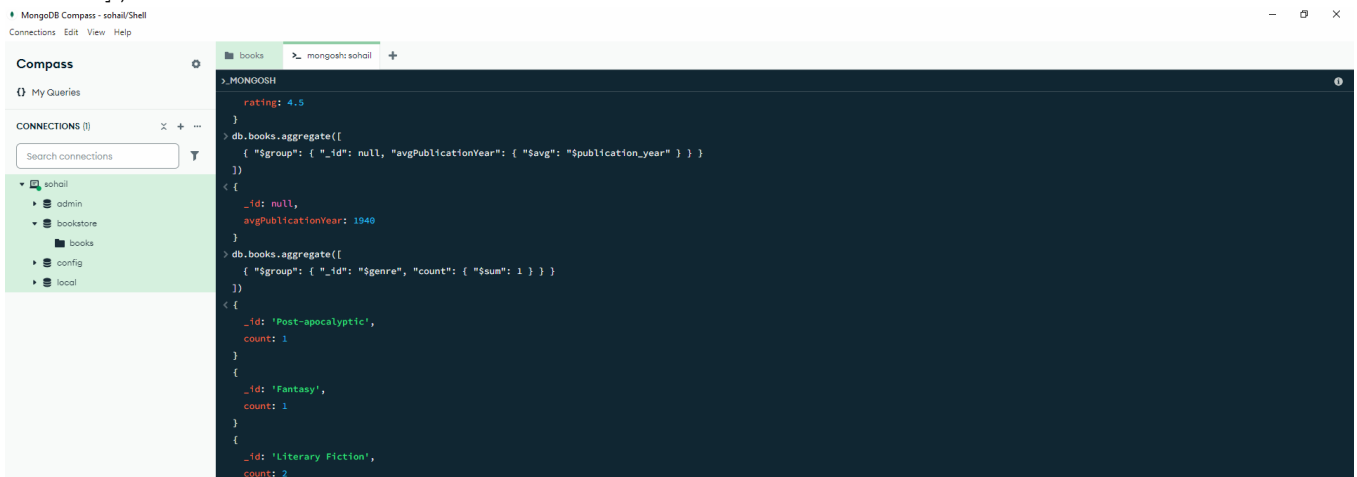 MongoDB Compass - sohail/Shell
Connections Edit View Help
Compass
{} My Queries
CONNECTIONS (1)
Search connections
sohail
admin
bookstore
books
config
local
books
>_ mongosh: sohail +
>_MONGOSH
rating: 4.5
}
> db.books.aggregate([
{ "$group": { "_id": null, "avgPublicationYear": { "$avg": "$publication_year" } } }
])
< {
_id: null,
avgPublicationYear: 1940
}
> db.books.aggregate([
{ "$group": { "_id": "$genre", "count": { "$sum": 1 } } }
])
< {
_id: 'Post-apocalyptic',
count: 1
}
{
_id: 'Fantasy',
count: 1
}
{
_id: 'Literary Fiction',
count: 2